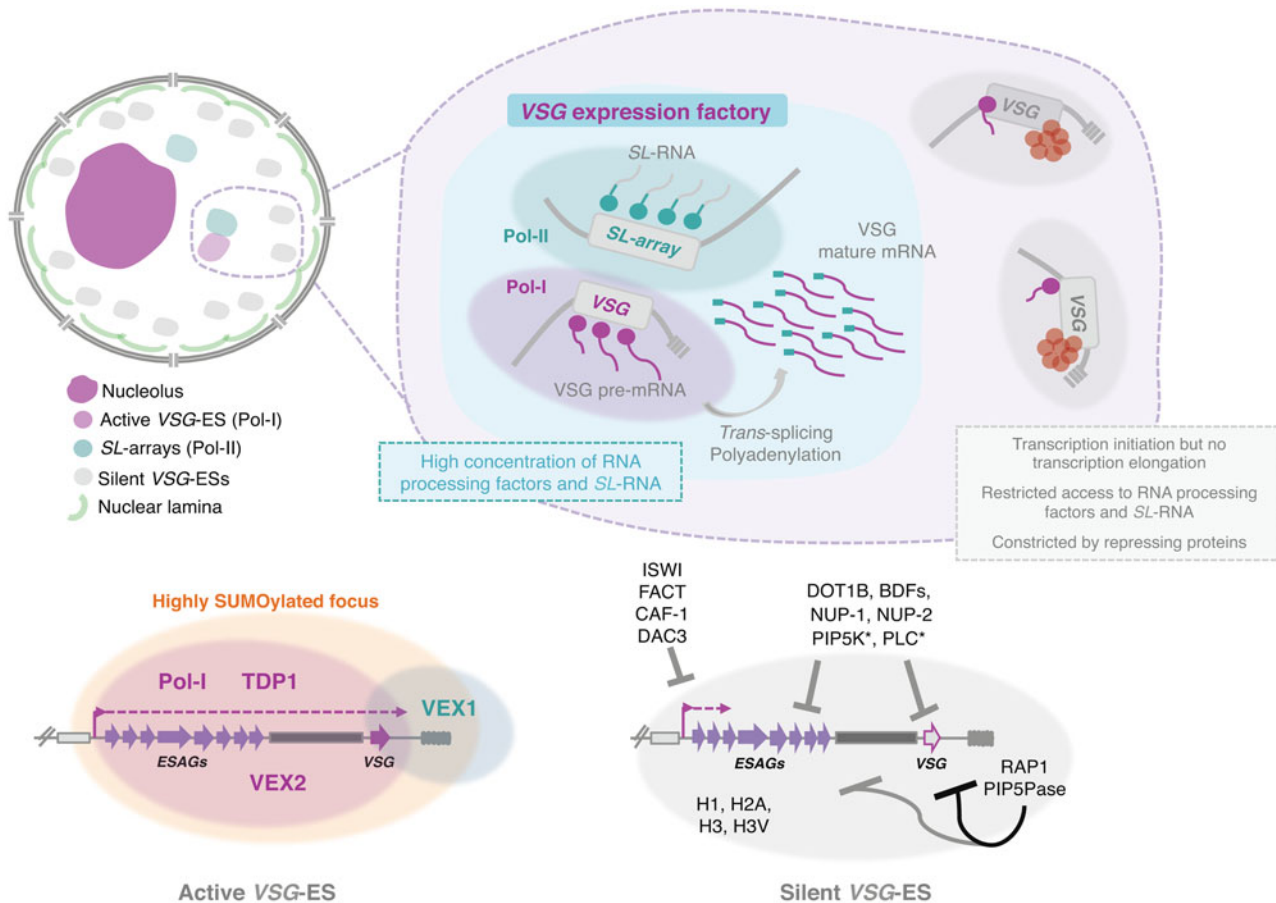 VSG expression factory
SL-RNA
Pol-II
SL-array
Pol-I
VSG
VSG pre-mRNA
VSG
mature mRNA
Trans-splicing
Polyadenylation
High concentration of RNA
processing factors and SL-RNA
VSG
VSG
Transcription initiation but no
transcription elongation
Restricted access to RNA processing
factors and SL-RNA
Constricted by repressing proteins
Nucleolus
Active VSG-ES (Pol-I)
SL-arrays (Pol-II)
Silent VSG-ESs
Nuclear lamina
Highly SUMOylated focus
Pol-I TDP1
VEX1
ESAGs
VSG
VEX2
Active VSG-ES
ISWI
FACT
CAF-1
DAC3
DOT1B, BDFs,
NUP-1, NUP-2
PIP5K*, PLC*
ESAGs
VSG
H1, H2A,
H3, H3V
RAP1
PIP5Pase
Silent VSG-ES